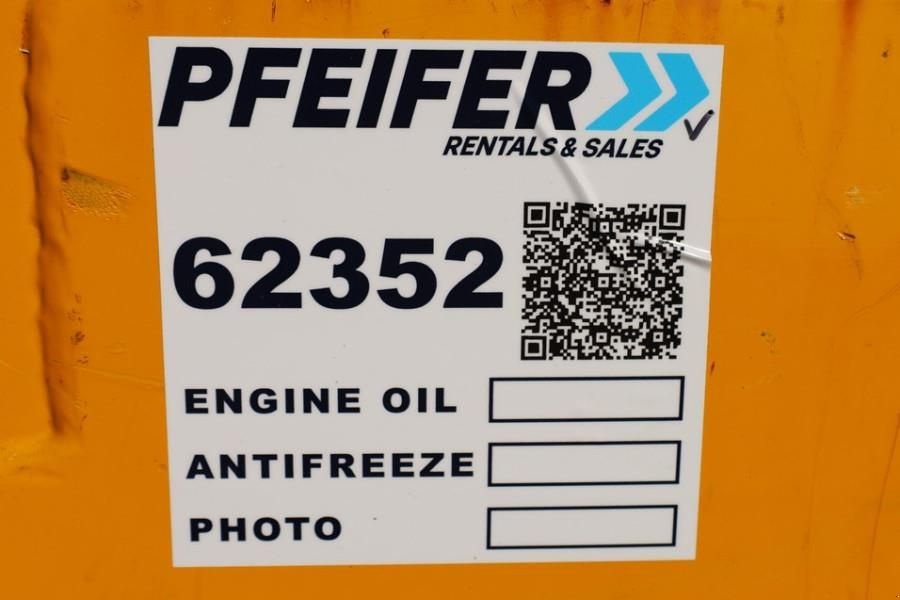 PFEIFER
RENTALS & SALES
62352
ENGINE OIL
ANTIFREEZE
PHOTO